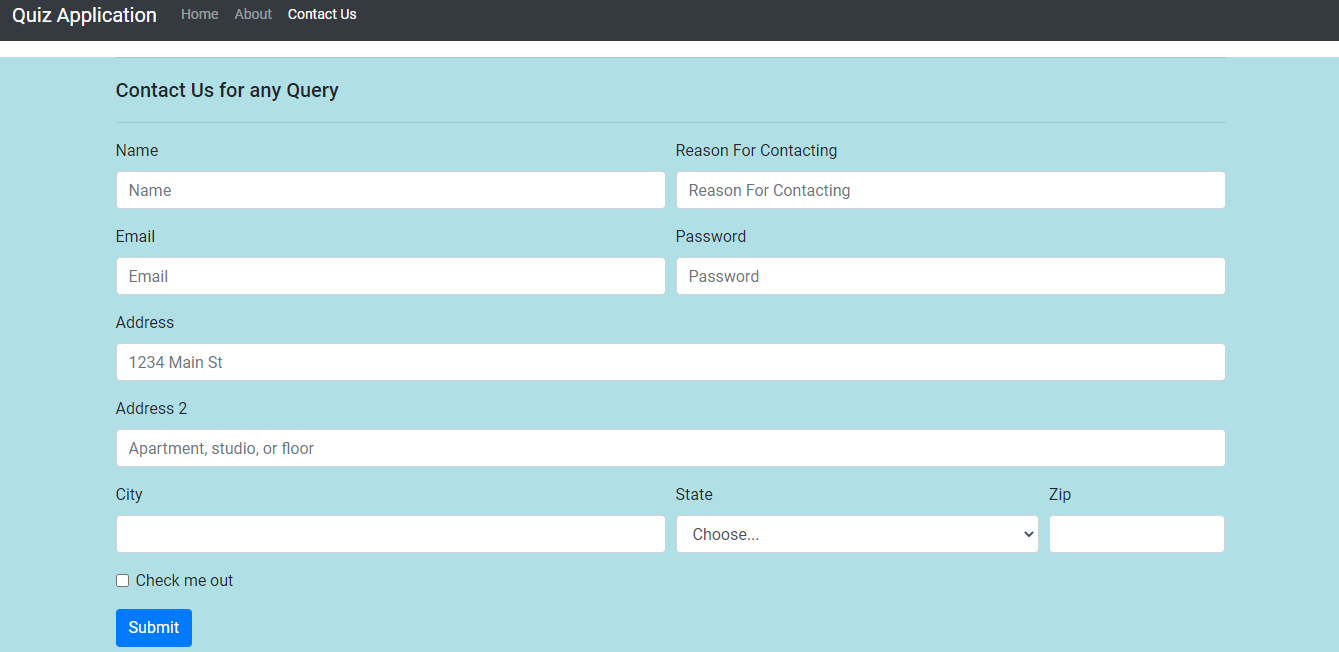 Quiz Application Home About Contact Us
Contact Us for any Query
Name Reason For Contacting
Name Reason For Contacting
Email Password
Email Password
Address
1234 Main St
Address 2
Apartment, studio, or floor
City State Zip
Choose...
Check me out
Submit